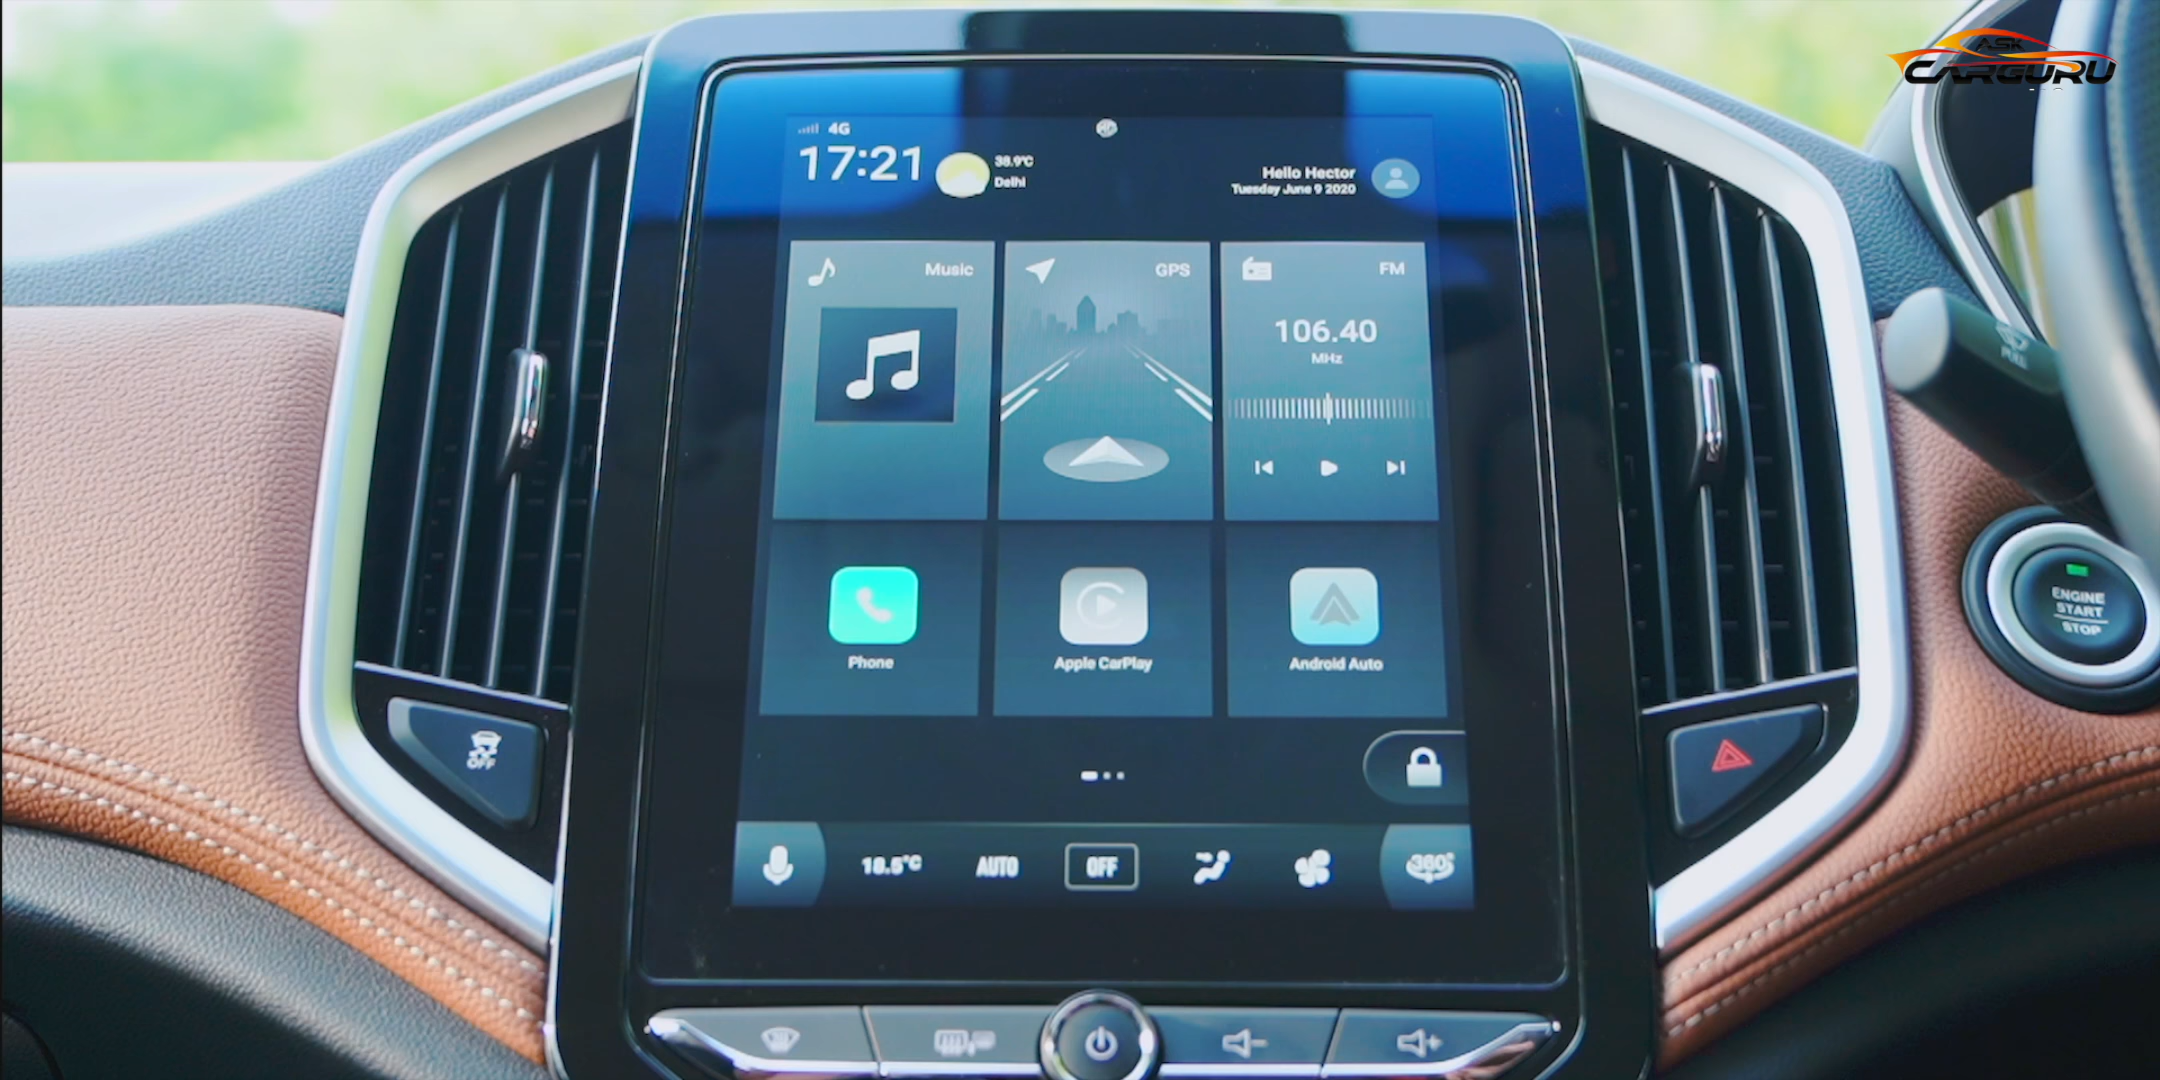 ASK
CARGURU
4G
17:21
38.9°C
Delhi
Hello Hector
Tuesday June 9 2020
Music
GPS
FM
106.40
MHz
Phone
Apple CarPlay
Android Auto
18.5°C
AUTO
OFF
360°
OFF
ENGINE
START
STOP